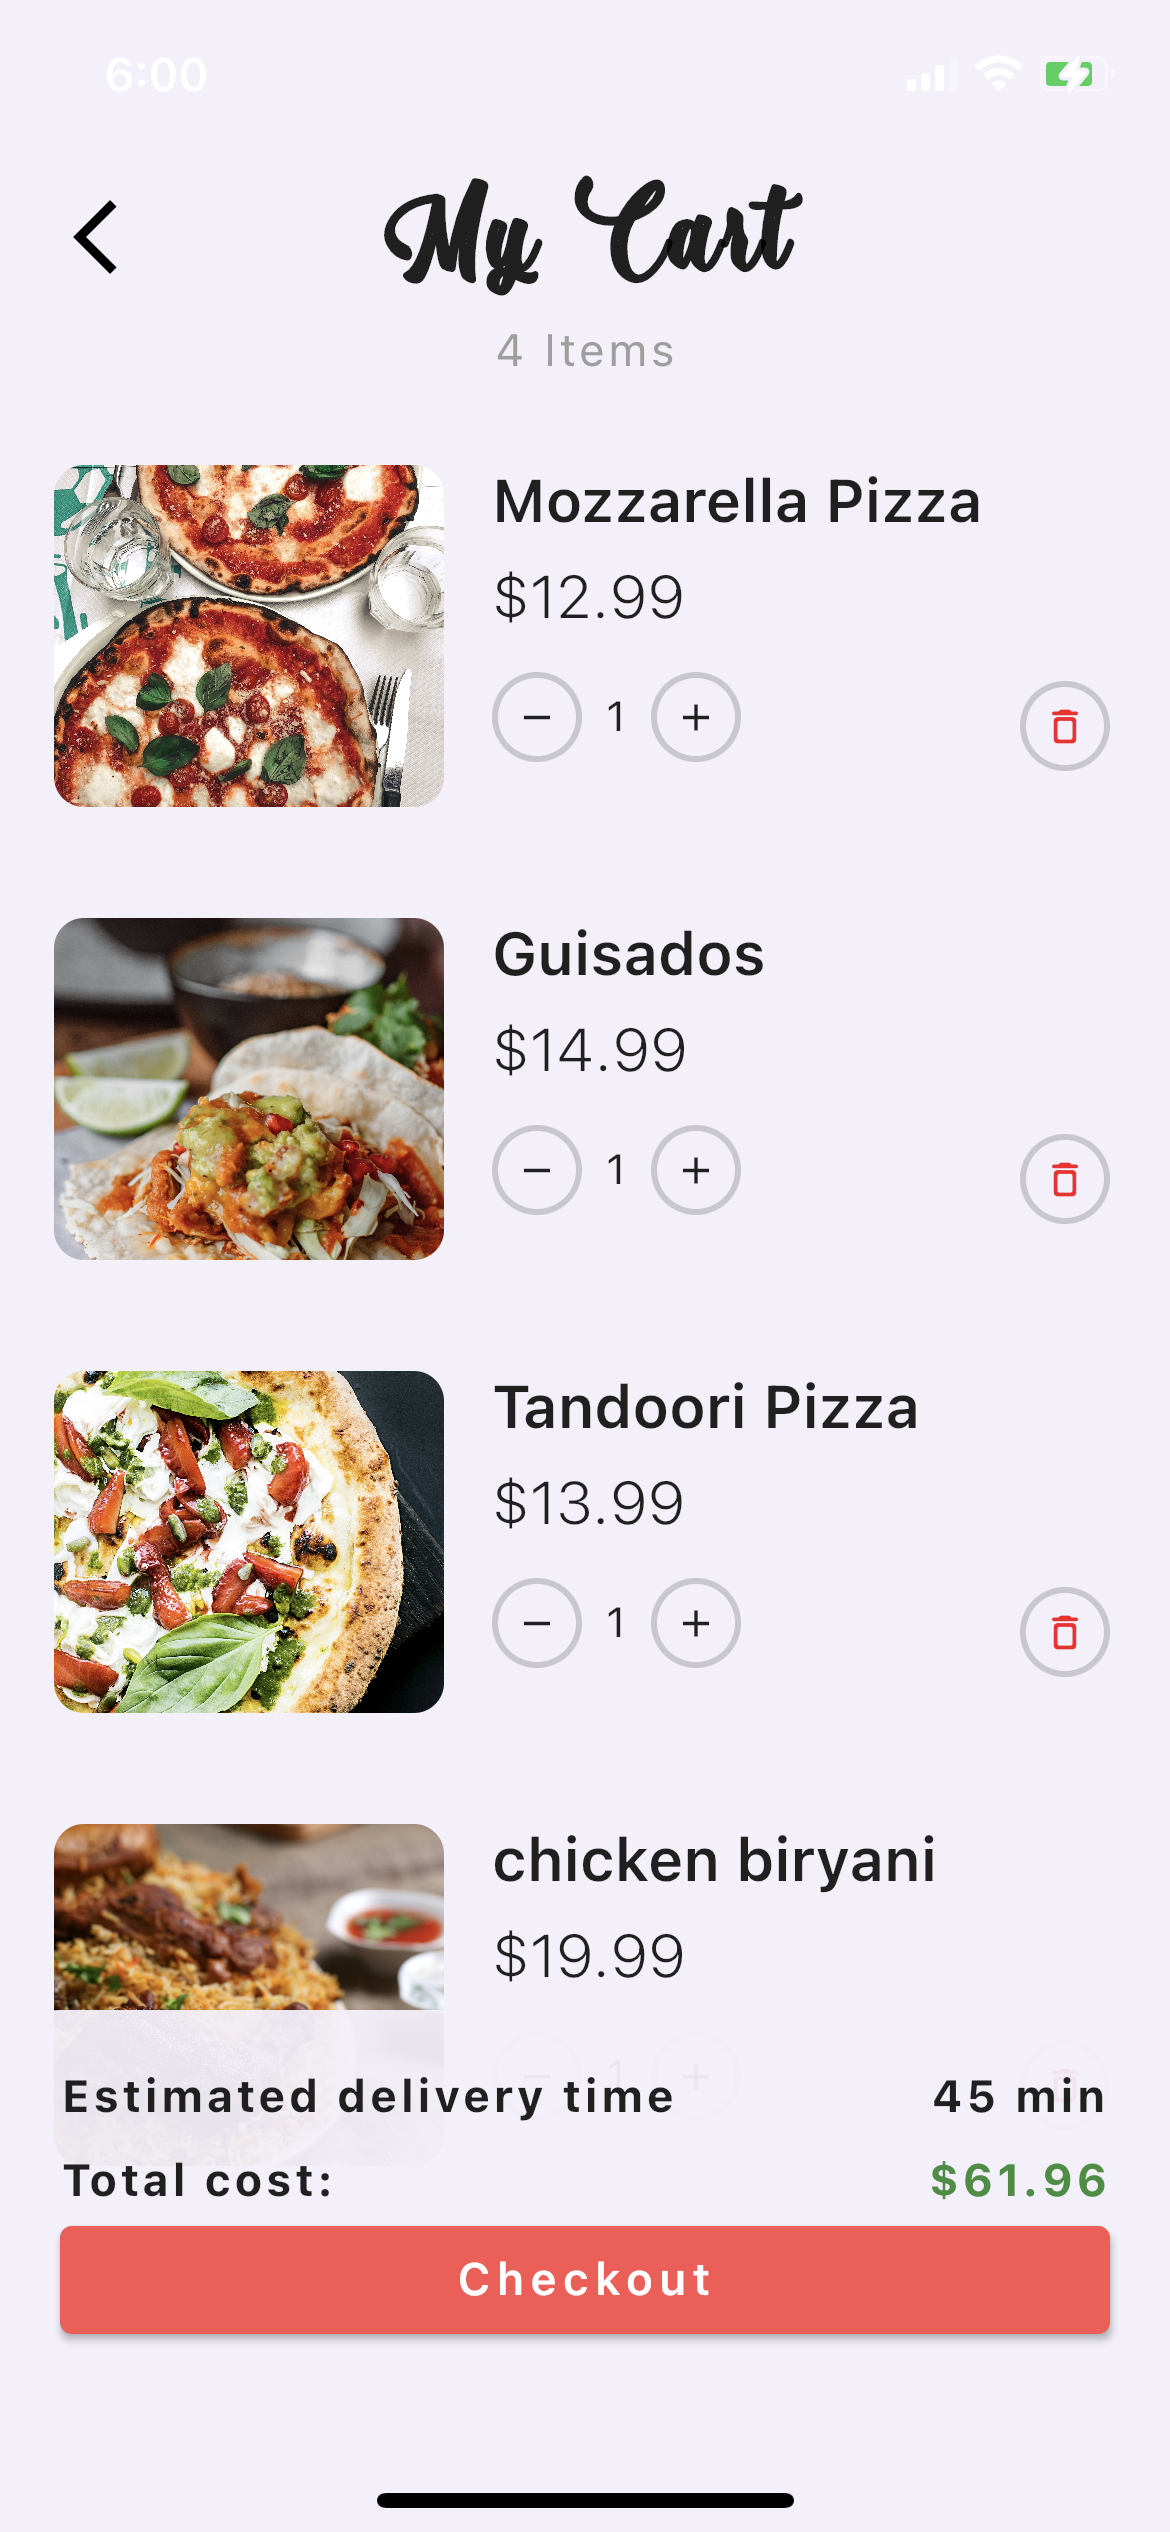 6:00
My Cart
4 Items
Mozzarella Pizza
$12.99
1
Guisados
$14.99
1
Tandoori Pizza
$13.99
1
chicken biryani
$19.99
1
Estimated delivery time 45 min
Total cost: $61.96
Checkout